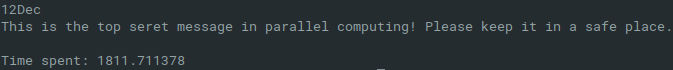 12Dec
This is the top seret message in parallel computing! Please keep it in a safe place.
Time spent: 1811.711378